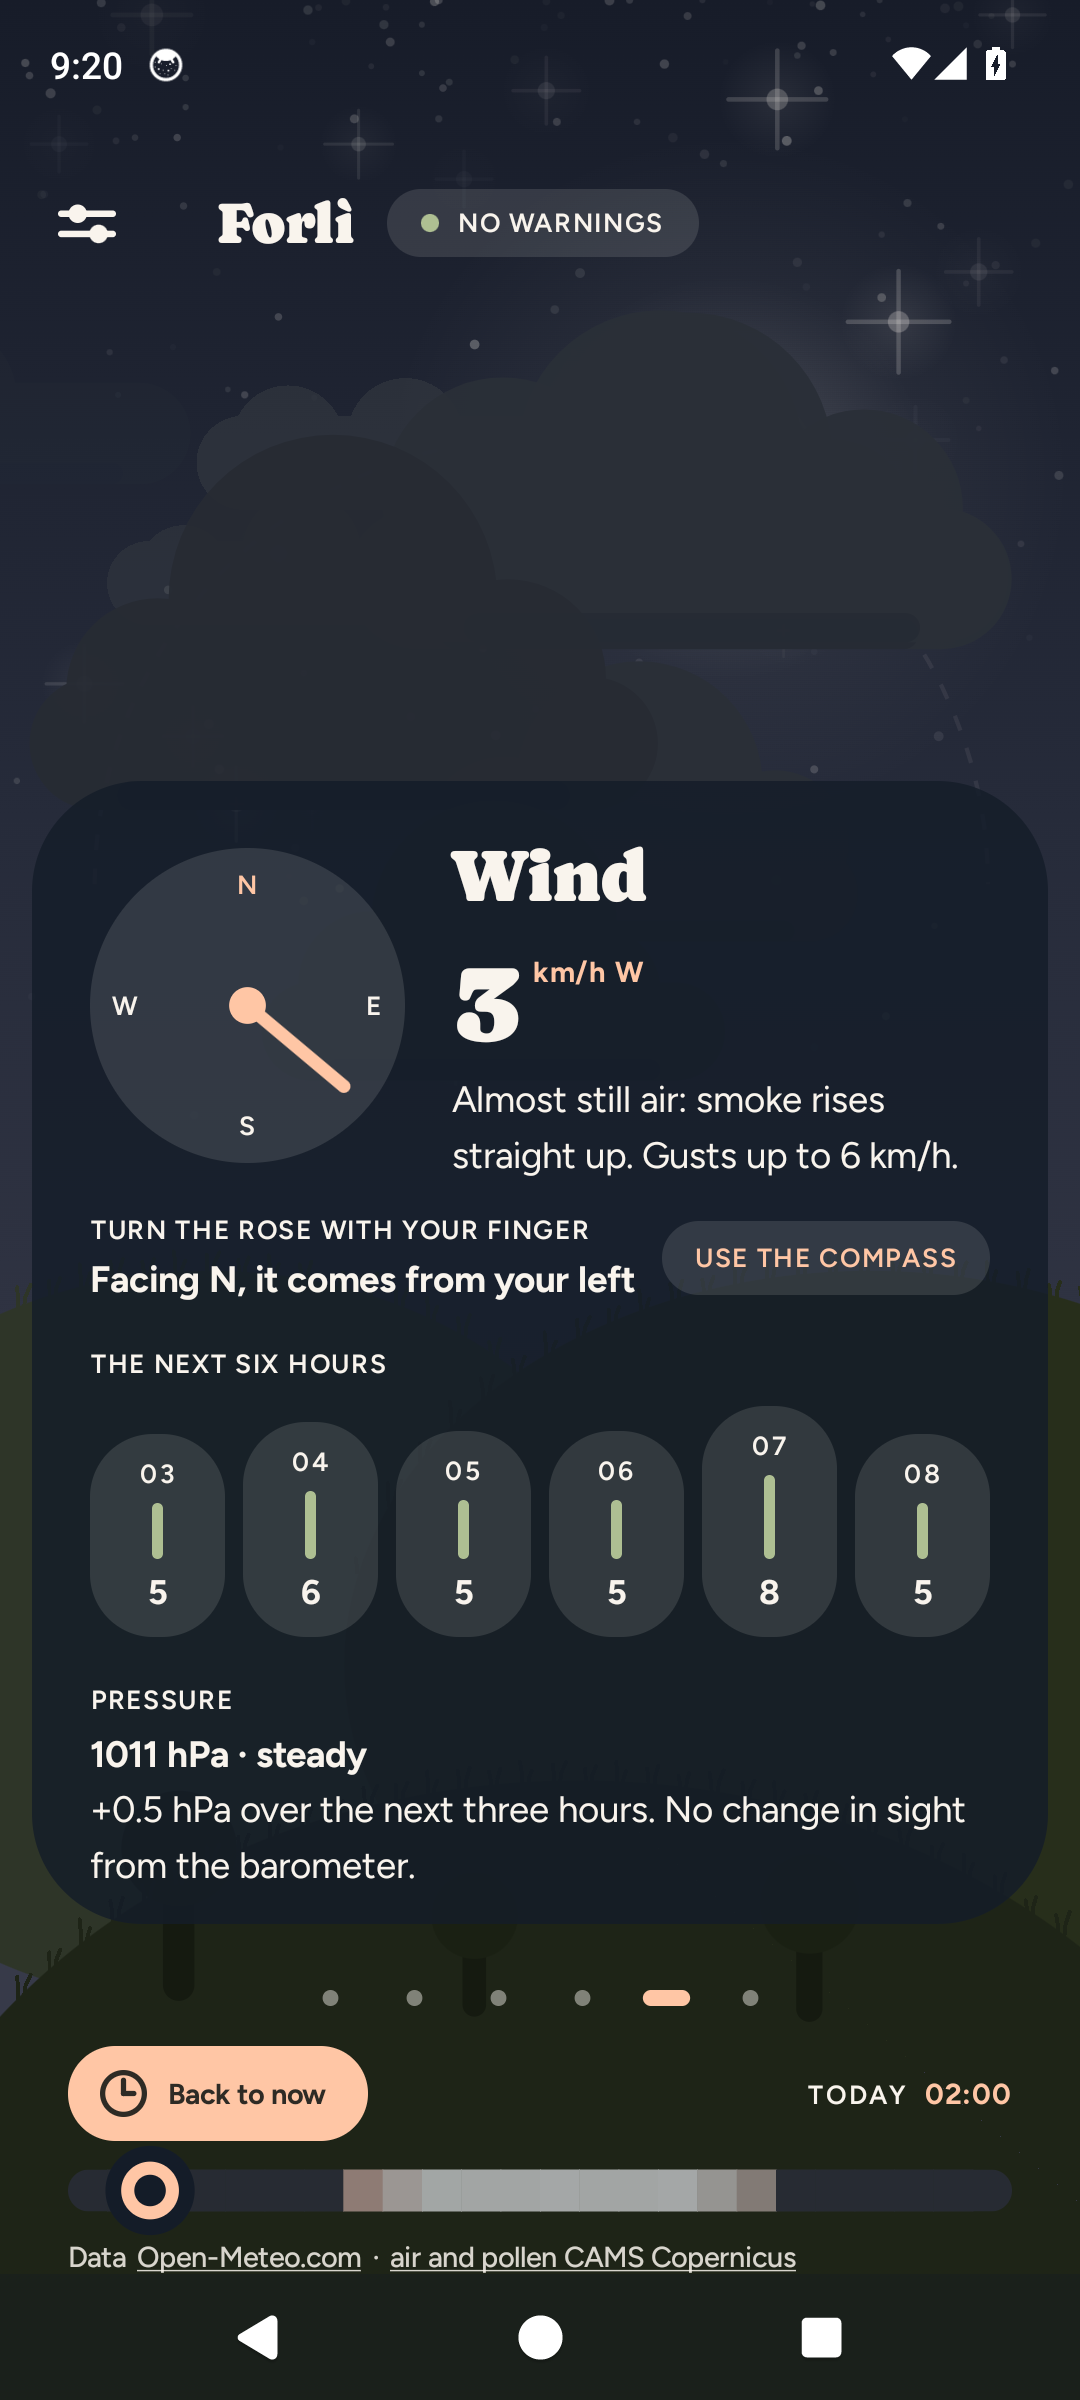 9:20
Forlì
NO WARNINGS
N
W
E
S
Wind
3 km/h W
Almost still air: smoke rises
straight up. Gusts up to 6 km/h.
TURN THE ROSE WITH YOUR FINGER
Facing N, it comes from your left
USE THE COMPASS
THE NEXT SIX HOURS
03 04 05 06 07 08
5 6 5 5 8 5
PRESSURE
1011 hPa · steady
+0.5 hPa over the next three hours. No change in sight
from the barometer.
Back to now
TODAY 02:00
Data Open-Meteo.com · air and pollen CAMS Copernicus